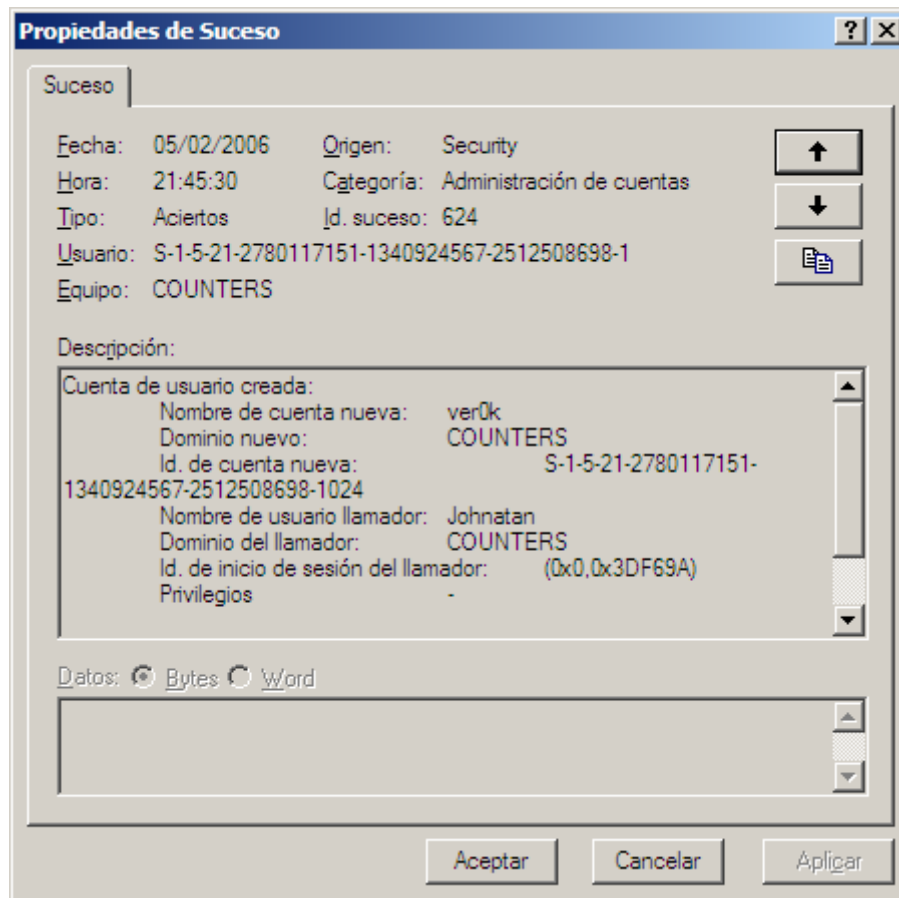 Propiedades de Suceso
Suceso
Fecha: 05/02/2006 Origen: Security
Hora: 21:45:30 Categoría: Administración de cuentas
Tipo: Aciertos Id. suceso: 624
Usuario: S-1-5-21-2780117151-1340924567-2512508698-1
Equipo: COUNTERS
Descripción:
Cuenta de usuario creada:
Nombre de cuenta nueva: ver0k
Dominio nuevo: COUNTERS
Id. de cuenta nueva: S-1-5-21-2780117151-
1340924567-2512508698-1024
Nombre de usuario llamador: Johnatan
Dominio del llamador: COUNTERS
Id. de inicio de sesión del llamador: (0x0,0x3DF69A)
Privilegios -
Datos: Bytes Word
Aceptar Cancelar Aplicar